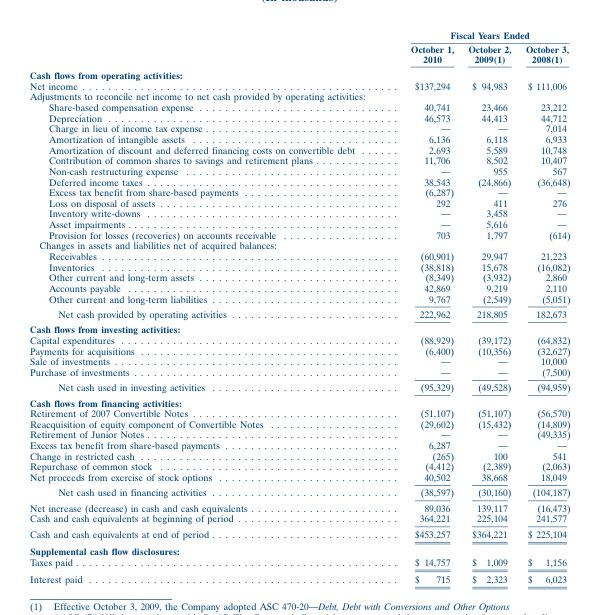 Fiscal Years Ended
October 1, 2010 October 2, 2009(1) October 3, 2008(1)
Cash flows from operating activities:
Net income $137,294 $ 94,983 $ 111,006
Adjustments to reconcile net income to net cash provided by operating activities:
Share-based compensation expense 40,741 23,466 23,212
Depreciation 46,573 44,413 44,712
Charge in lieu of income tax expense — — 7,014
Amortization of intangible assets 6,136 6,118 6,933
Amortization of discount and deferred financing costs on convertible debt 2,693 5,589 10,748
Contribution of common shares to savings and retirement plans 11,706 8,502 10,407
Non-cash restructuring expense — 955 567
Deferred income taxes 38,543 (24,866) (36,648)
Excess tax benefit from share-based payments (6,287) — —
Loss on disposal of assets 292 411 276
Inventory write-downs — 3,458 —
Asset impairments — 5,616 —
Provision for losses (recoveries) on accounts receivable 703 1,797 (614)
Changes in assets and liabilities net of acquired balances:
Receivables (60,901) 29,947 21,223
Inventories (38,818) 15,678 (16,082)
Other current and long-term assets (8,349) (3,932) 2,860
Accounts payable 42,869 9,219 2,110
Other current and long-term liabilities 9,767 (2,549) (5,051)
Net cash provided by operating activities 222,962 218,805 182,673
Cash flows from investing activities:
Capital expenditures (88,929) (39,172) (64,832)
Payments for acquisitions (6,400) (10,356) (32,627)
Sale of investments — — 10,000
Purchase of investments — — (7,500)
Net cash used in investing activities (95,329) (49,528) (94,959)
Cash flows from financing activities:
Retirement of 2007 Convertible Notes (51,107) (51,107) (56,570)
Reacquisition of equity component of Convertible Notes (29,602) (15,432) (14,809)
Retirement of Junior Notes — — (49,335)
Excess tax benefit from share-based payments 6,287 — —
Change in restricted cash (265) 100 541
Repurchase of common stock (4,412) (2,389) (2,063)
Net proceeds from exercise of stock options 40,502 38,668 18,049
Net cash used in financing activities (38,597) (30,160) (104,187)
Net increase (decrease) in cash and cash equivalents 89,036 139,117 (16,473)
Cash and cash equivalents at beginning of period 364,221 225,104 241,577
Cash and cash equivalents at end of period $453,257 $364,221 $ 225,104
Supplemental cash flow disclosures:
Taxes paid $ 14,757 $ 1,009 $ 1,156
Interest paid $ 715 $ 2,323 $ 6,023
(1) Effective October 3, 2009, the Company adopted ASC 470-20—Debt, Debt with Conversions and Other Options